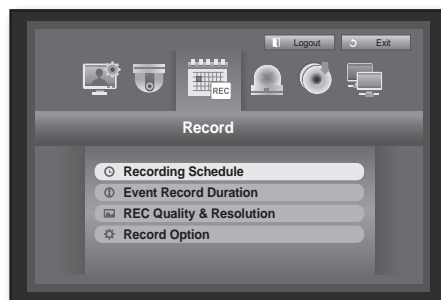 Logout Exit
REC
Record
Recording Schedule
Event Record Duration
REC Quality & Resolution
Record Option